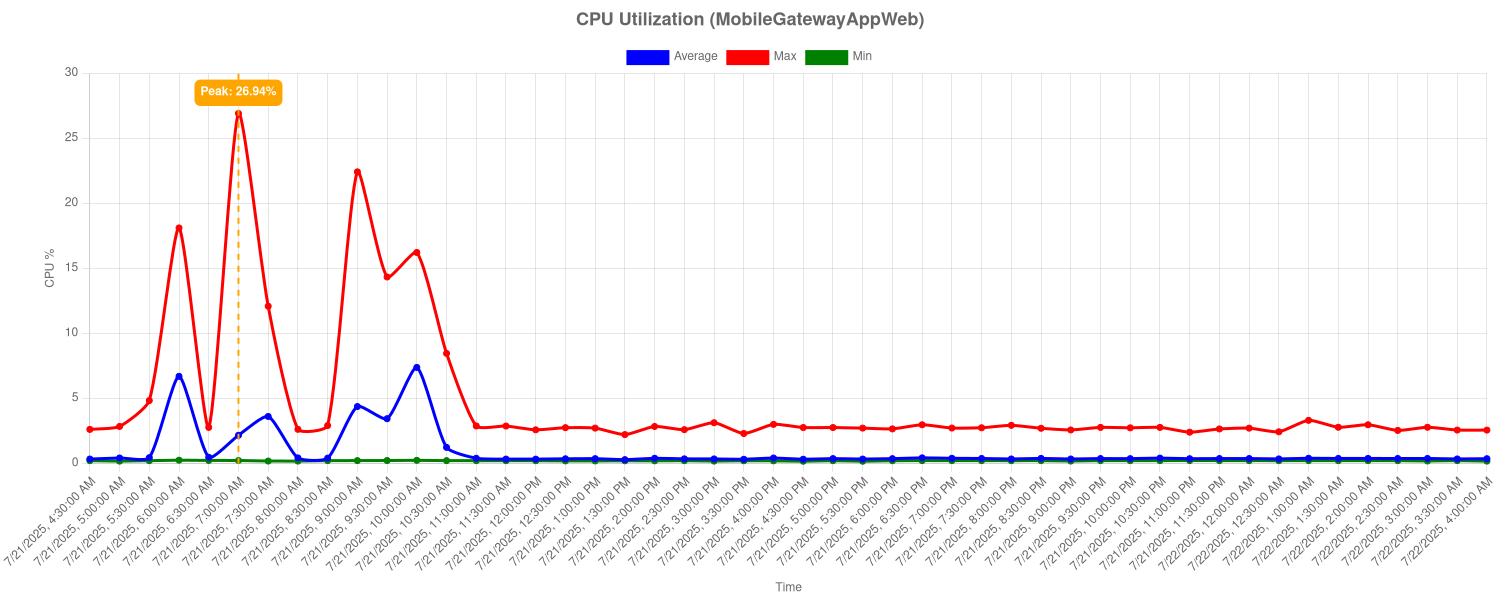 CPU Utilization (MobileGatewayAppWeb)
Average Max Min
30
Peak: 26.94%
25
20
15
10
5
0
CPU %
7/21/2025, 4:30:00 AM
7/21/2025, 5:00:00 AM
7/21/2025, 5:30:00 AM
7/21/2025, 6:00:00 AM
7/21/2025, 6:30:00 AM
7/21/2025, 7:00:00 AM
7/21/2025, 7:30:00 AM
7/21/2025, 8:00:00 AM
7/21/2025, 8:30:00 AM
7/21/2025, 9:00:00 AM
7/21/2025, 9:30:00 AM
7/21/2025, 10:00:00 AM
7/21/2025, 10:30:00 AM
7/21/2025, 11:00:00 AM
7/21/2025, 11:30:00 AM
7/21/2025, 12:00:00 PM
7/21/2025, 12:30:00 PM
7/21/2025, 1:00:00 PM
7/21/2025, 1:30:00 PM
7/21/2025, 2:00:00 PM
7/21/2025, 2:30:00 PM
7/21/2025, 3:00:00 PM
7/21/2025, 3:30:00 PM
7/21/2025, 4:00:00 PM
7/21/2025, 4:30:00 PM
7/21/2025, 5:00:00 PM
7/21/2025, 5:30:00 PM
7/21/2025, 6:00:00 PM
7/21/2025, 6:30:00 PM
7/21/2025, 7:00:00 PM
7/21/2025, 7:30:00 PM
7/21/2025, 8:00:00 PM
7/21/2025, 8:30:00 PM
7/21/2025, 9:00:00 PM
7/21/2025, 9:30:00 PM
7/21/2025, 10:00:00 PM
7/21/2025, 10:30:00 PM
7/21/2025, 11:00:00 PM
7/21/2025, 11:30:00 PM
7/22/2025, 12:00:00 AM
7/22/2025, 12:30:00 AM
7/22/2025, 1:00:00 AM
7/22/2025, 1:30:00 AM
7/22/2025, 2:00:00 AM
7/22/2025, 2:30:00 AM
7/22/2025, 3:00:00 AM
7/22/2025, 3:30:00 AM
7/22/2025, 4:00:00 AM
Time